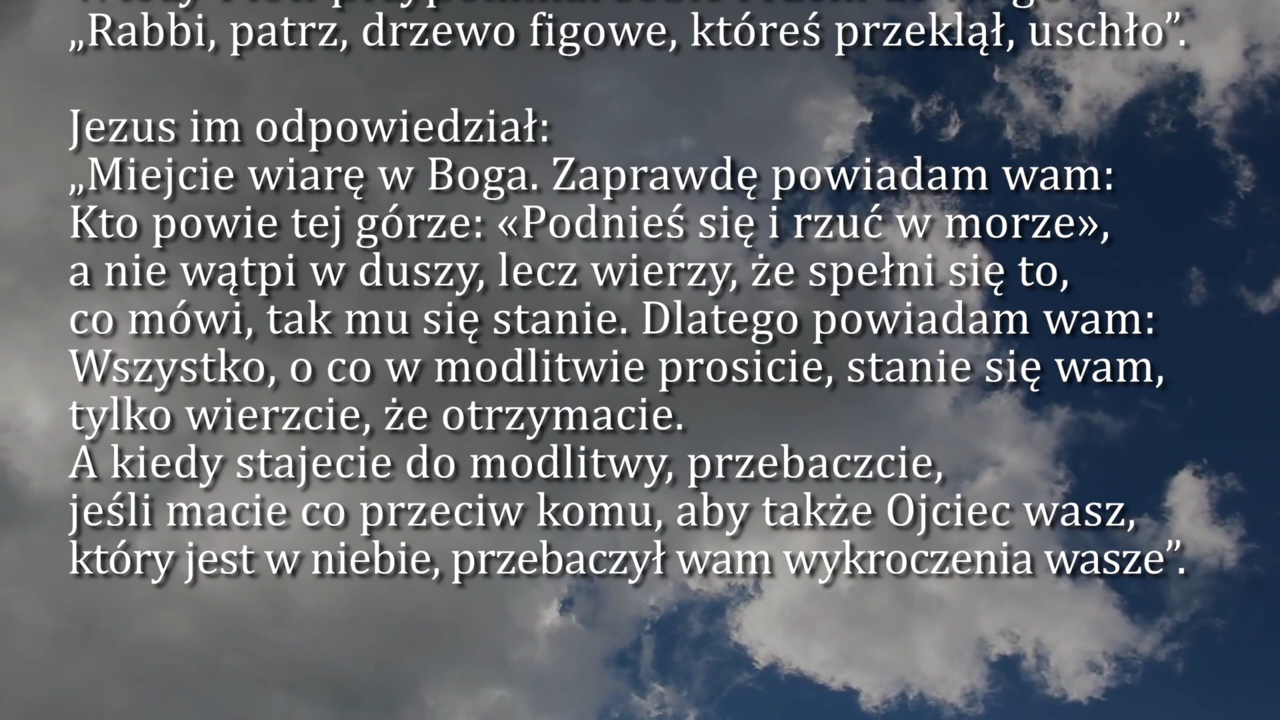 „Rabbi, patrz, drzewo figowe, któreś przeklął, uschło”.
Jezus im odpowiedział:
„Miejcie wiarę w Boga. Zaprawdę powiadam wam:
Kto powie tej górze: «Podnieś się i rzuć w morze»,
a nie wątpi w duszy, lecz wierzy, że spełni się to,
co mówi, tak mu się stanie. Dlatego powiadam wam:
Wszystko, o co w modlitwie prosicie, stanie się wam,
tylko wierzcie, że otrzymacie.
A kiedy stajecie do modlitwy, przebaczcie,
jeśli macie co przeciw komu, aby także Ojciec wasz,
który jest w niebie, przebaczył wam wykroczenia wasze”.